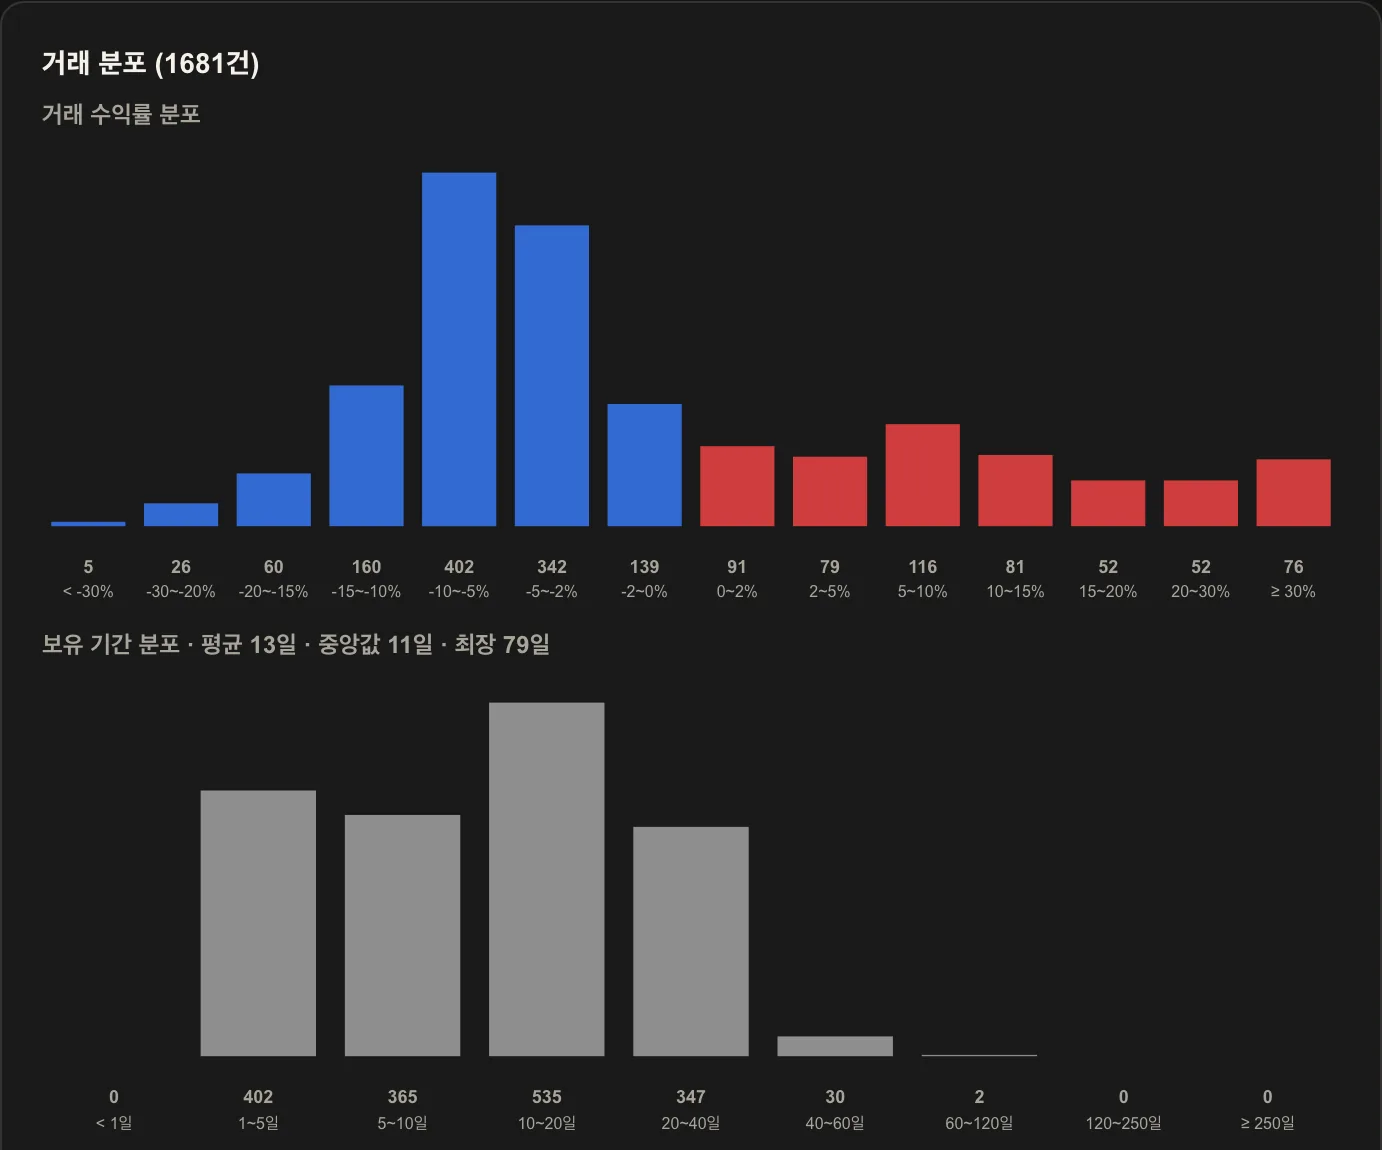 거래 분포 (1681건)
거래 수익률 분포
5 26 60 160 402 342 139 91 79 116 81 52 52 76
< -30% -30~-20% -20~-15% -15~-10% -10~-5% -5~-2% -2~0% 0~2% 2~5% 5~10% 10~15% 15~20% 20~30% ≥ 30%
보유 기간 분포 · 평균 13일 · 중앙값 11일 · 최장 79일
0 402 365 535 347 30 2 0 0
< 1일 1~5일 5~10일 10~20일 20~40일 40~60일 60~120일 120~250일 ≥ 250일